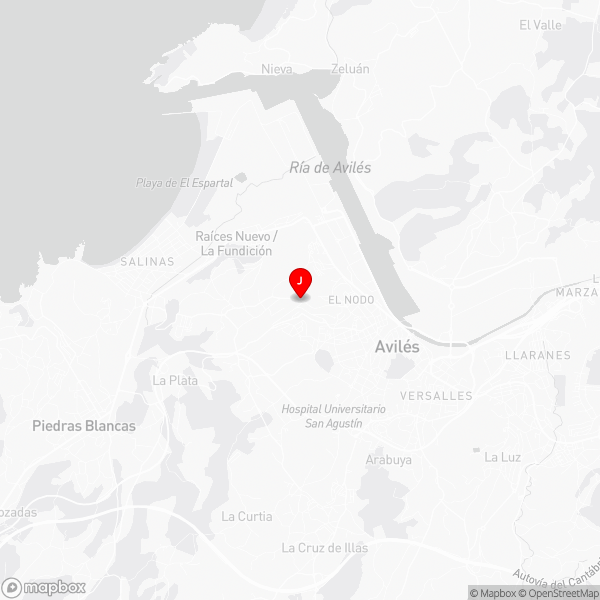 El Valle
Nieva
Zeluán
Ría de Avilés
Playa de El Espartal
Raíces Nuevo /
La Fundición
SALINAS
J
EL NODO
MARZA
Avilés
LLARANES
La Plata
VERSALLES
Hospital Universitario
San Agustín
Piedras Blancas
Arabuya
La Luz
ozadas
La Curtia
La Cruz de Illas
Autovía del Cantábri
mapbox
© Mapbox © OpenStreetMap